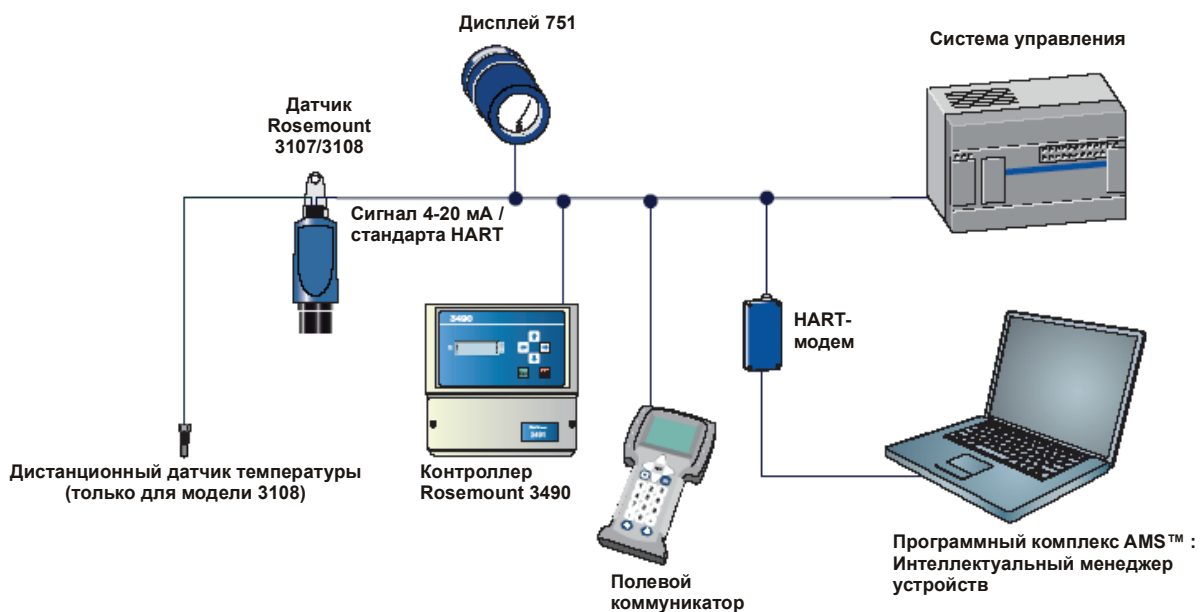 Дисплей 751
Система управления
Датчик
Rosemount
3107/3108
Сигнал 4-20 мА /
стандарта HART
3490
HART-
модем
3491
Дистанционный датчик температуры
(только для модели 3108)
Контроллер
Rosemount 3490
Полевой
коммуникатор
Программный комплекс AMS™ :
Интеллектуальный менеджер
устройств